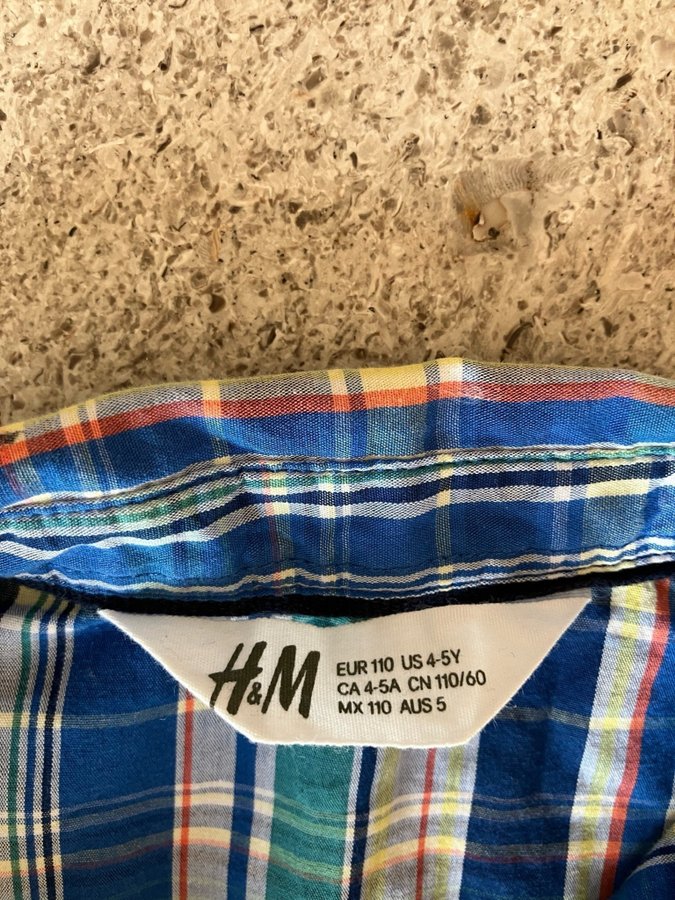 H&M
EUR 110 US 4-5Y
CA 4-5A CN 110/60
MX 110 AUS 5